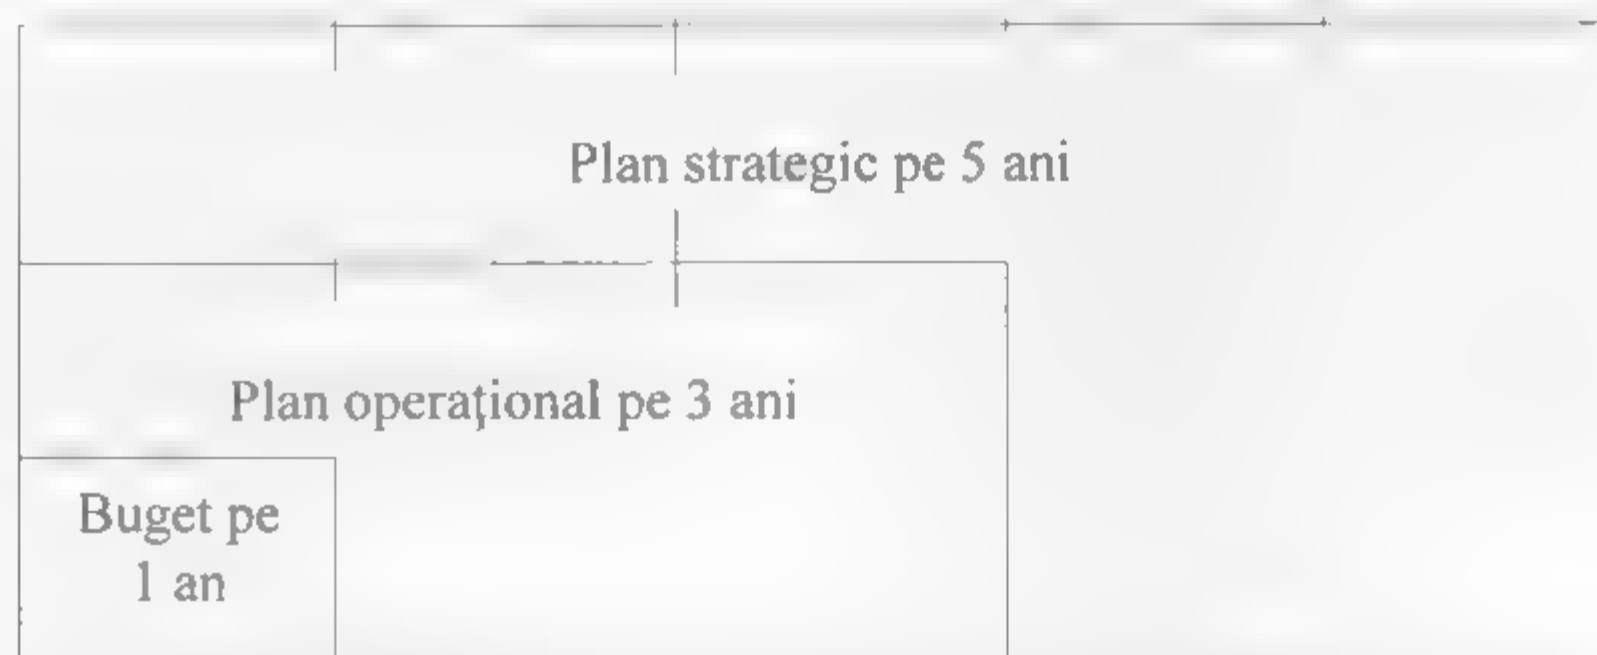 Plan strategic pe 5 ani
Plan operaţional pe 3 ani
Buget pe
1 an